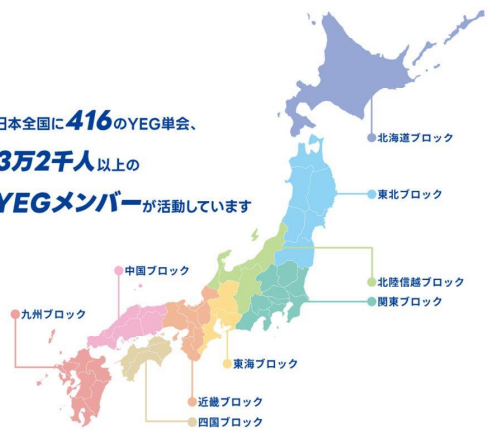 日本全国に416のYEG単会、
3万2千人以上の
YEGメンバーが活動しています
北海道ブロック
東北ブロック
北陸信越ブロック
関東ブロック
中国ブロック
九州ブロック
東海ブロック
近畿ブロック
四国ブロック